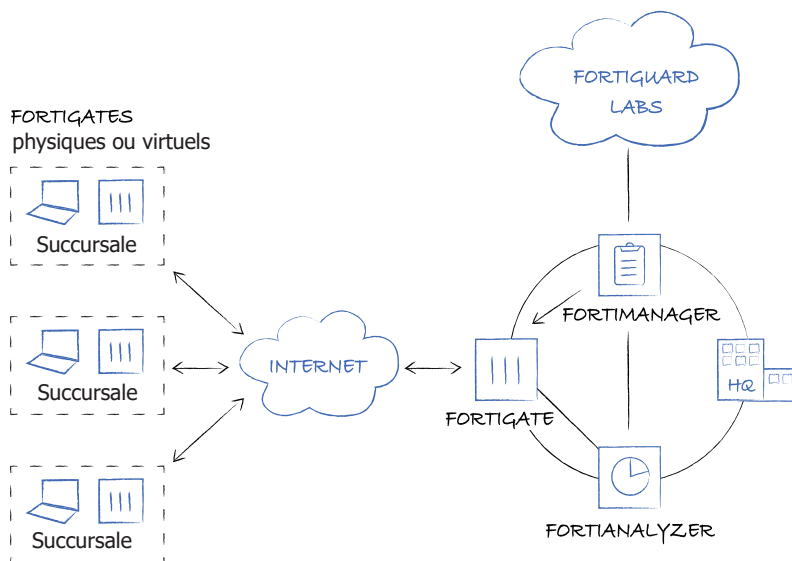 FORTIGUARD
LABS
FORTIGATES
physiques ou virtuels
Succursale
FORTIMANAGER
INTERNET
Succursale
HQ
FORTIGATE
Succursale
FORTIANALYZER